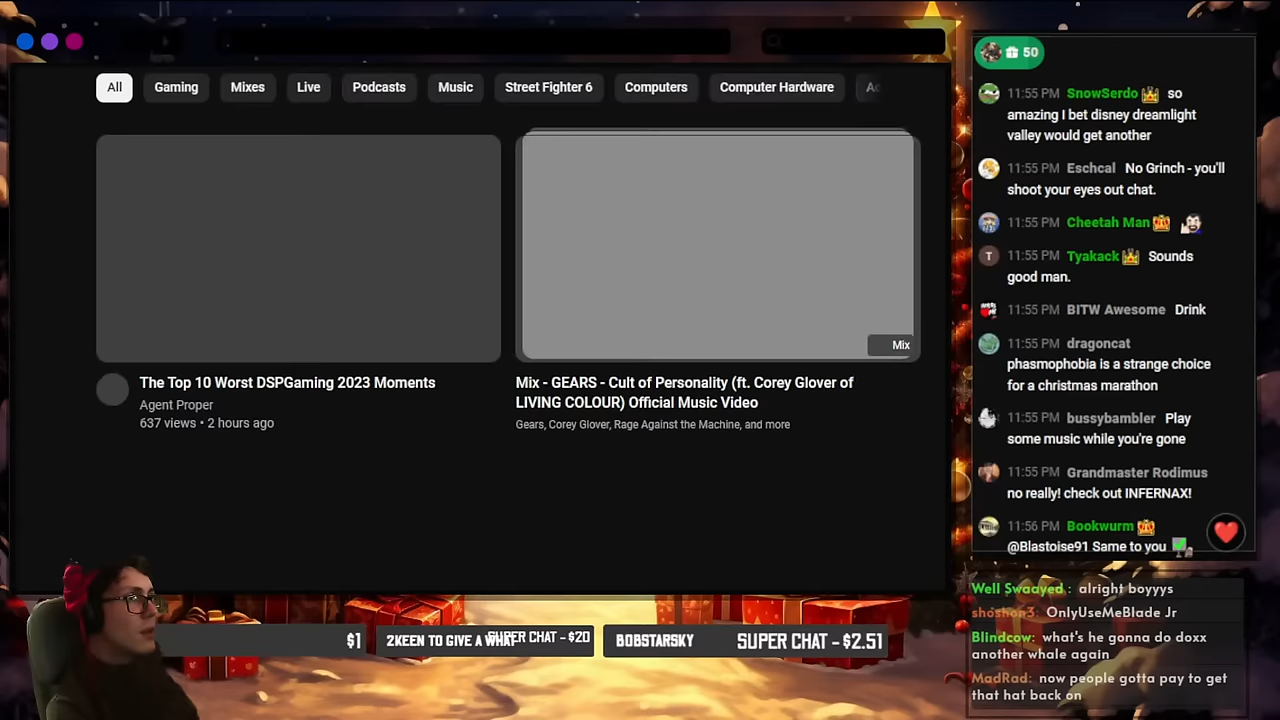 All Gaming Mixes Live Podcasts Music Street Fighter 6 Computers Computer Hardware
Mix
The Top 10 Worst DSPGaming 2023 Moments
Agent Proper
637 views • 2 hours ago
Mix - GEARS - Cult of Personality (ft. Corey Glover of
LIVING COLOUR) Official Music Video
Gears, Corey Glover, Rage Against the Machine, and more
50
11:55 PM SnowSerdo so
amazing I bet disney dreamlight
valley would get another
11:55 PM Eschcal No Grinch - you'll
shoot your eyes out chat.
11:55 PM Cheetah Man
T 11:55 PM Tyakack Sounds
good man.
11:55 PM BITW Awesome Drink
11:55 PM dragoncat
phasmophobia is a strange choice
for a christmas marathon
11:55 PM bussybambler Play
some music while you're gone
11:55 PM Grandmaster Rodimus
no really! check out INFERNAX!
11:56 PM Bookwurm
@Blastoise91 Same to you
Well Swaayed : alright boyyys
shoshon3: OnlyUseMeBlade Jr
Blindcow: what's he gonna do doxx
another whale again
MadRad: now people gotta pay to get
that hat back on
$1
2KEEN TO GIVE A WHAT SUPER CHAT - $20
BOBSTARSKY SUPER CHAT - $2.51